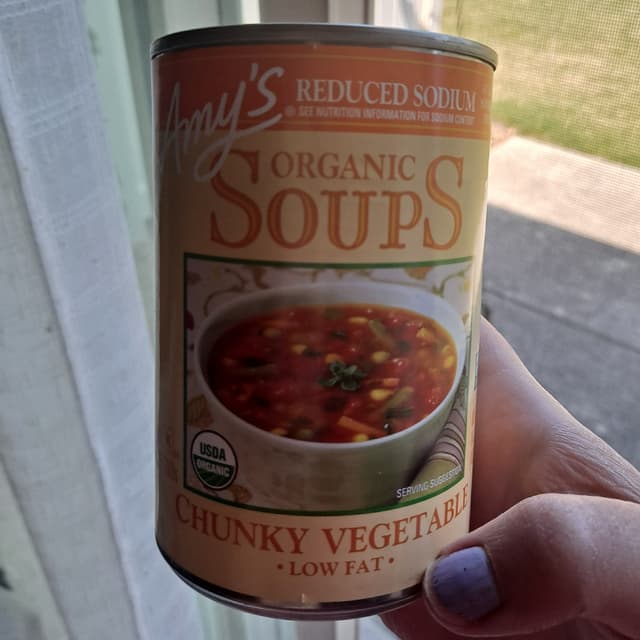 Amy's
REDUCED SODIUM
SEE NUTRITION INFORMATION FOR SODIUM CONTENT
ORGANIC
SOUPS
USDA
ORGANIC
SERVING SUGGESTION
CHUNKY VEGETABLE
• LOW FAT •